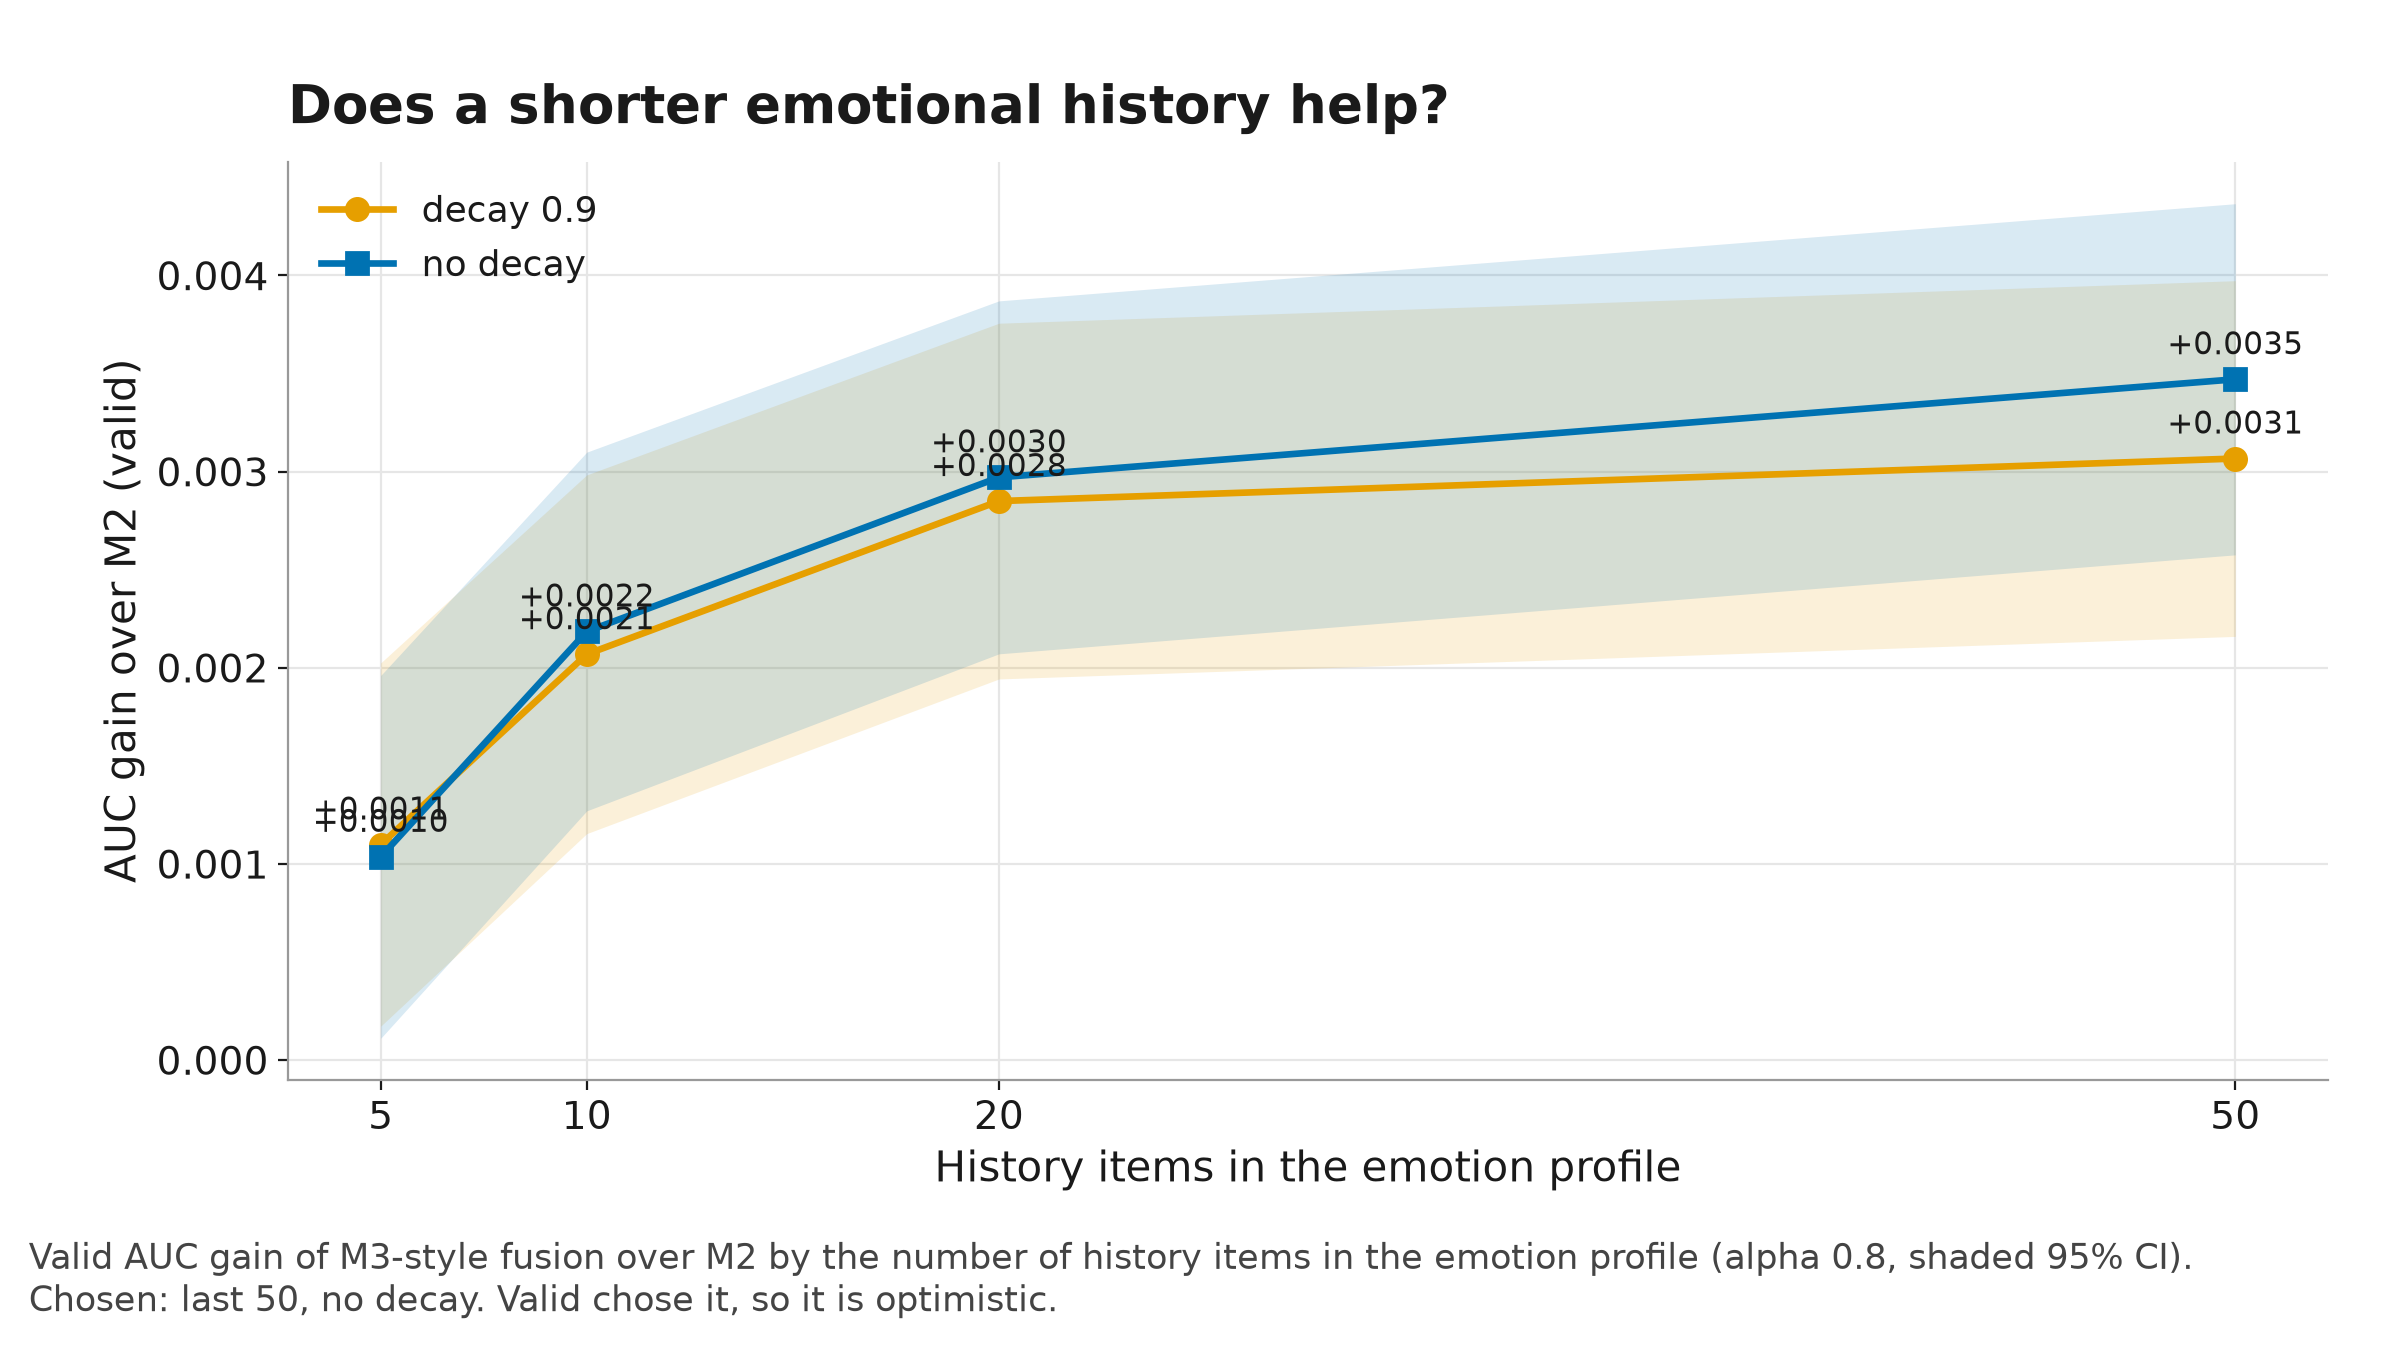 Does a shorter emotional history help?
decay 0.9
no decay
AUC gain over M2 (valid)
0.004
0.003
0.002
0.001
0.000
+0.0035
+0.0031
+0.0030
+0.0028
+0.0022
+0.0021
+0.0011
+0.0010
5
10
20
50
History items in the emotion profile
Valid AUC gain of M3-style fusion over M2 by the number of history items in the emotion profile (alpha 0.8, shaded 95% CI).
Chosen: last 50, no decay. Valid chose it, so it is optimistic.